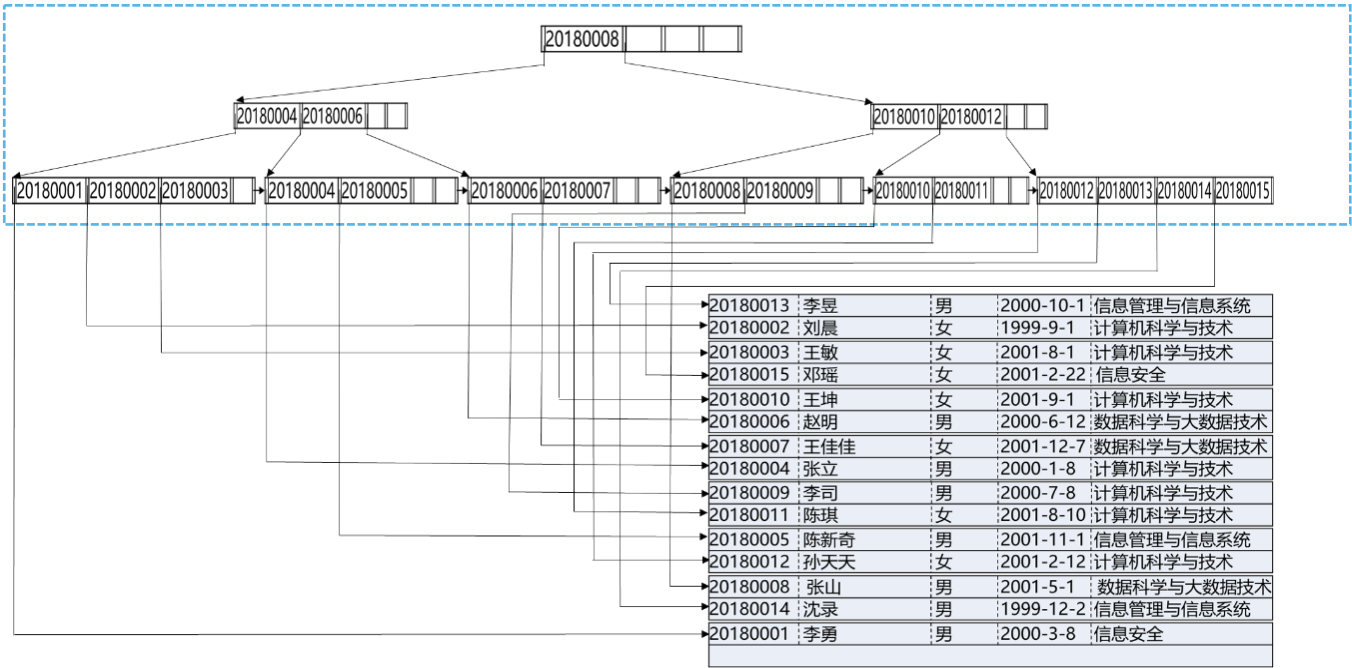 20180008
20180004 20180006
20180010 20180012
20180001 20180002 20180003
20180004 20180005
20180006 20180007
20180008 20180009
20180010 20180011
20180012 20180013 20180014 20180015
20180013 李昱 男 2000-10-1 信息管理与信息系统
20180002 刘晨 女 1999-9-1 计算机科学与技术
20180003 王敏 女 2001-8-1 计算机科学与技术
20180015 邓瑶 女 2001-2-22 信息安全
20180010 王坤 女 2001-9-1 计算机科学与技术
20180006 赵明 男 2000-6-12 数据科学与大数据技术
20180007 王佳佳 女 2001-12-7 数据科学与大数据技术
20180004 张立 男 2000-1-8 计算机科学与技术
20180009 李司 男 2000-7-8 计算机科学与技术
20180011 陈琪 女 2001-8-10 计算机科学与技术
20180005 陈新奇 男 2001-11-1 信息管理与信息系统
20180012 孙天天 女 2001-2-12 计算机科学与技术
20180008 张山 男 2001-5-1 数据科学与大数据技术
20180014 沈录 男 1999-12-2 信息管理与信息系统
20180001 李勇 男 2000-3-8 信息安全